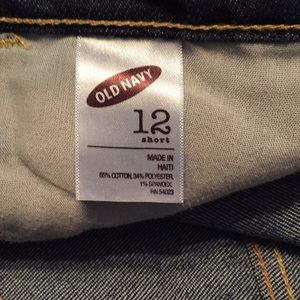 OLD NAVY
12
short
MADE IN
HAITI
65% COTTON, 34% POLYESTER,
1% SPANDEX.
RN 54023